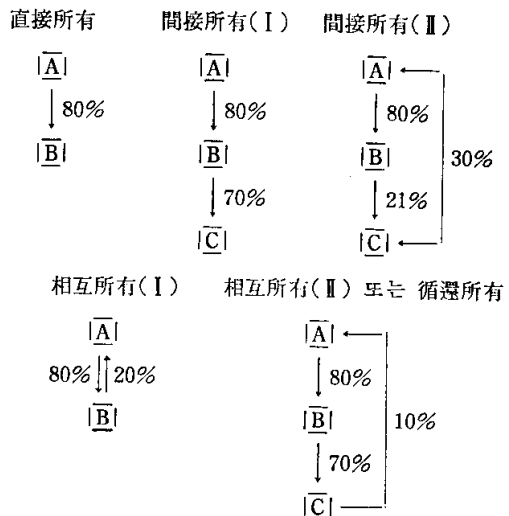 直接所有 間接所有(Ⅰ) 間接所有(Ⅱ)
A A A
80% 80% 80%
B B B 30%
70% 21%
C C
相互所有(Ⅰ) 相互所有(Ⅱ) 또는 循環所有
A A
80% 20% 80%
B B 10%
70%
C